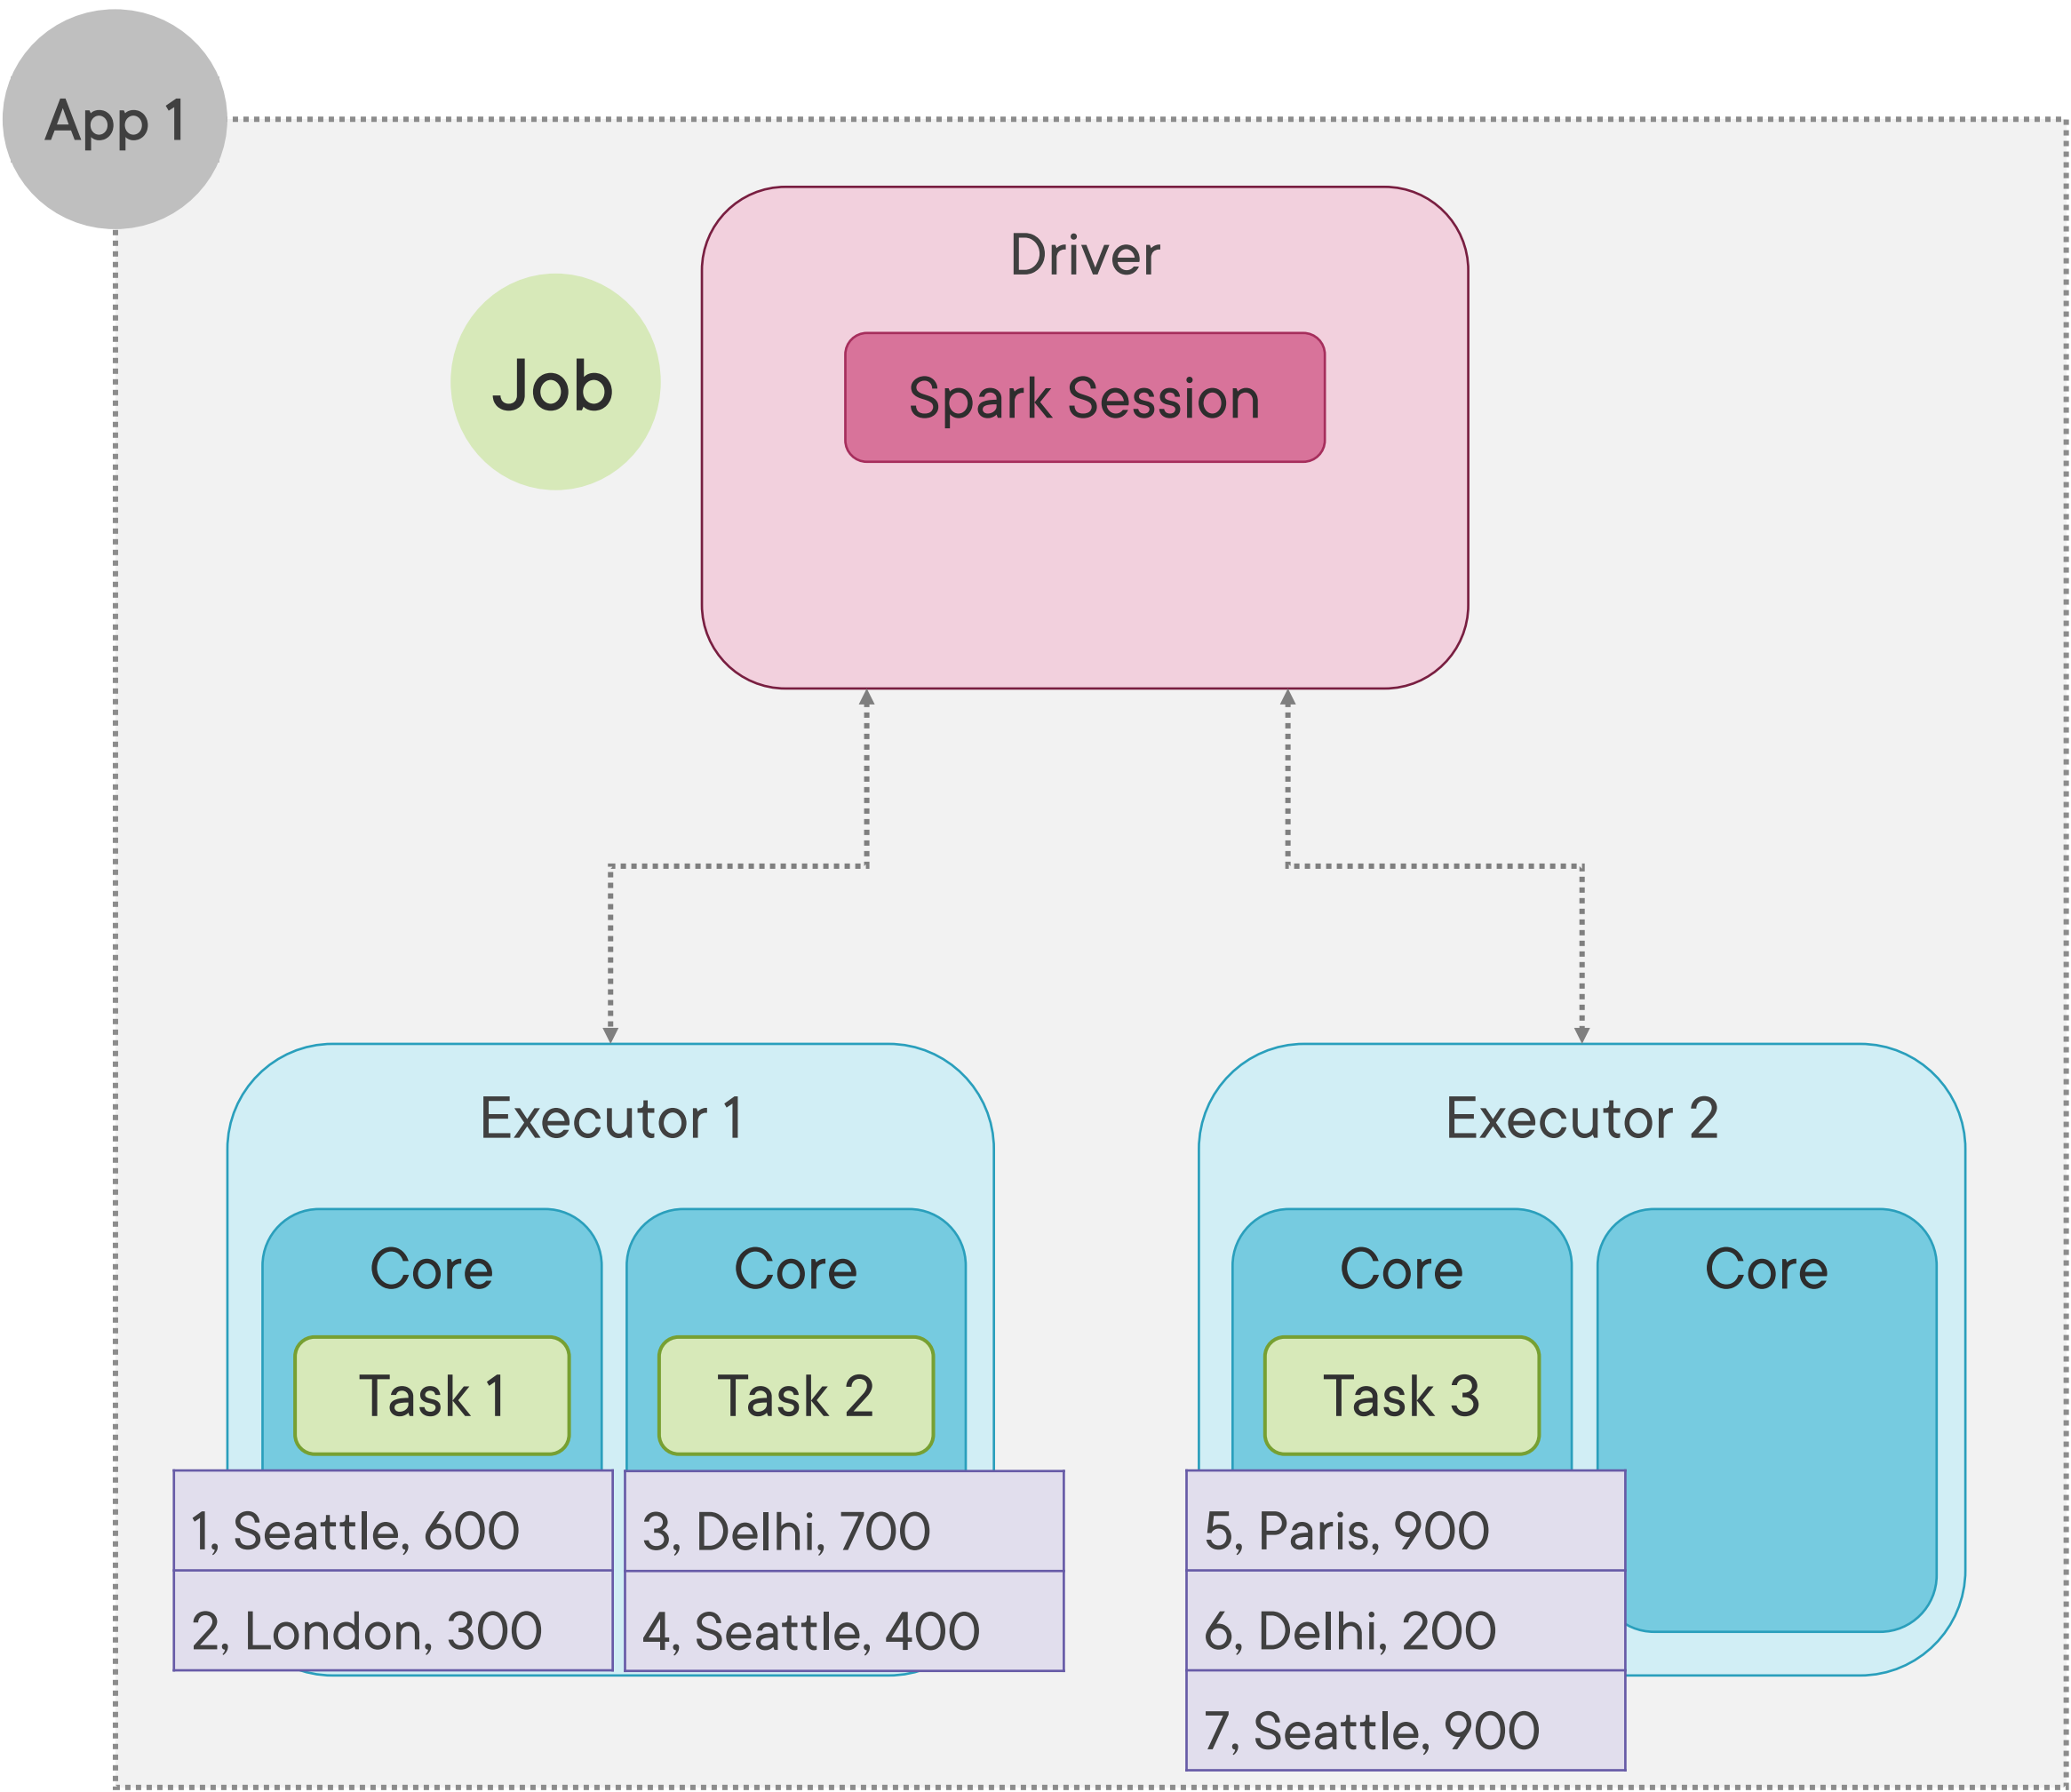 App 1
Driver
Job
Spark Session
Executor 1
Executor 2
Core
Core
Core
Core
Task 1
Task 2
Task 3
1, Seattle, 600
2, London, 300
3, Delhi, 700
4, Seattle, 400
5, Paris, 900
6, Delhi, 200
7, Seattle, 900